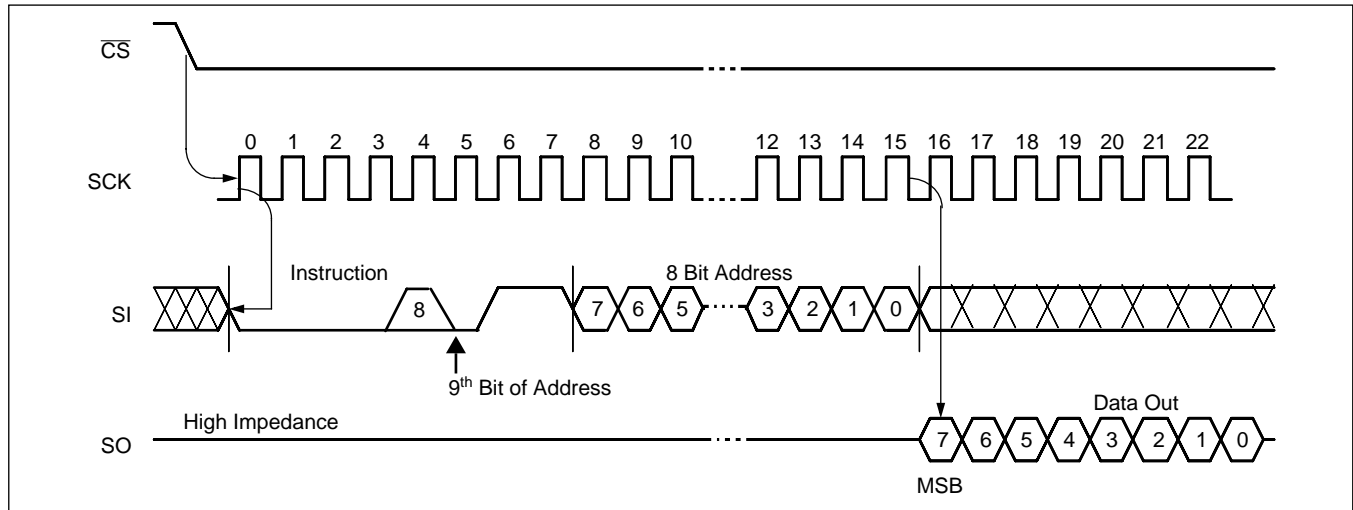 CS
0 1 2 3 4 5 6 7 8 9 10 12 13 14 15 16 17 18 19 20 21 22
SCK
Instruction
8 Bit Address
SI
8
7 6 5 3 2 1 0
9th Bit of Address
High Impedance
Data Out
SO
7 6 5 4 3 2 1 0
MSB